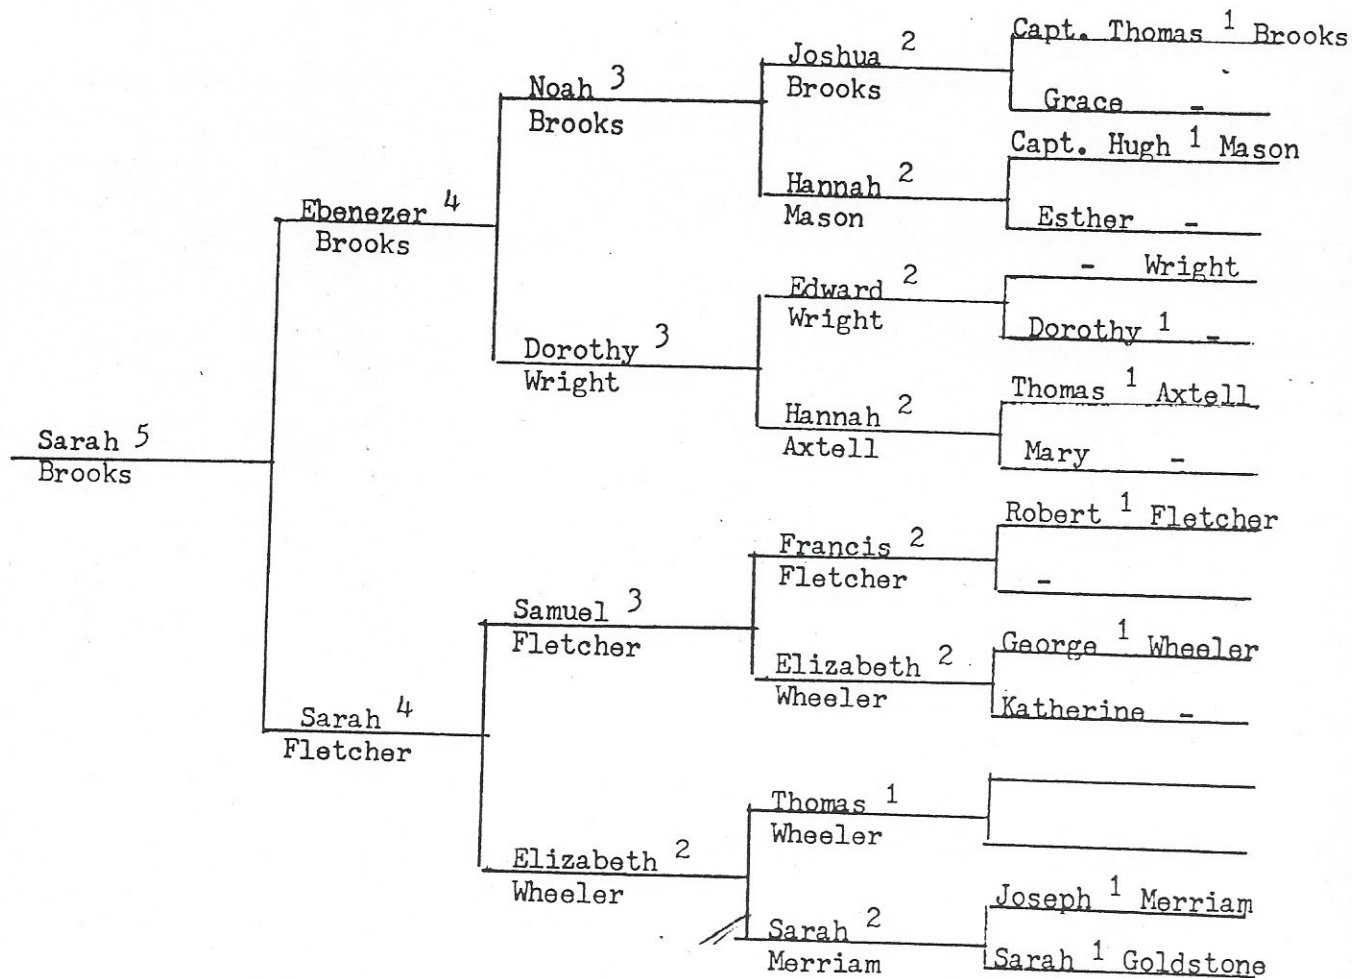 Capt. Thomas 1 Brooks
Joshua 2
Brooks
Grace -
Noah 3
Brooks
Capt. Hugh 1 Mason
Hannah 2
Mason
Esther -
Ebenezer 4
Brooks
- Wright
Edward 2
Wright
Dorothy 1 -
Dorothy 3
Wright
Thomas 1 Axtell
Hannah 2
Axtell
Mary -
Sarah 5
Brooks
Robert 1 Fletcher
Francis 2
Fletcher
-
Samuel 3
Fletcher
George 1 Wheeler
Elizabeth 2
Wheeler
Katherine -
Sarah 4
Fletcher
Thomas 1
Wheeler
Elizabeth 2
Wheeler
Joseph 1 Merriam
Sarah 2
Merriam
Sarah 1 Goldstone